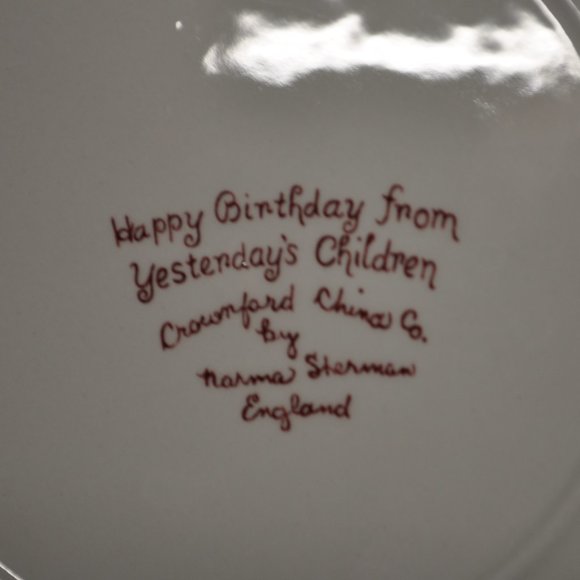 Happy Birthday from
Yesterday's Children
Crownford China Co.
by
Norma Sherman
England